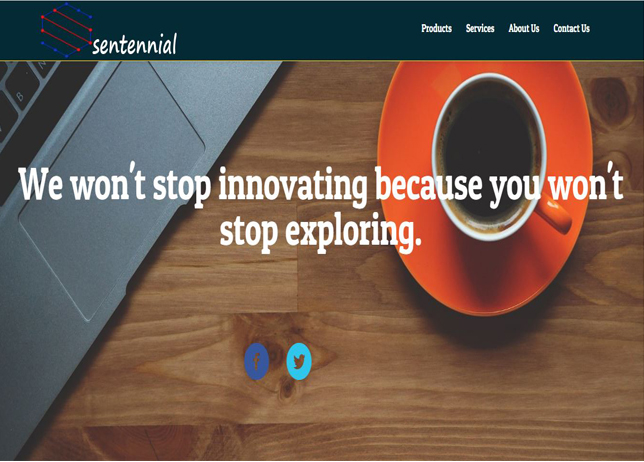 sentennial
Products Services About Us Contact Us
We won't stop innovating because you won't
stop exploring.